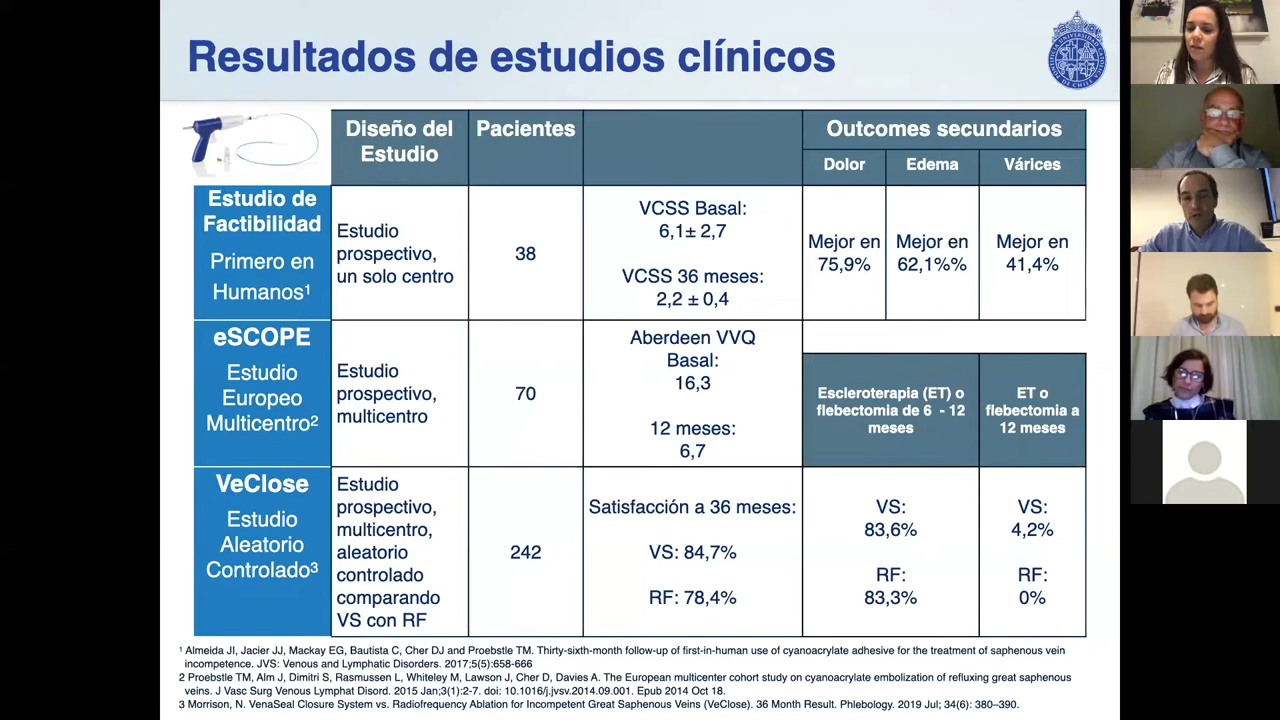 Resultados de estudios clínicos
Diseño del
Estudio
Pacientes
Outcomes secundarios
Dolor
Edema
Várices
Estudio de
Factibilidad
Primero en
Humanos¹
Estudio
prospectivo,
un solo centro
38
VCSS Basal:
6,1± 2,7
VCSS 36 meses:
2,2 ± 0,4
Mejor en
75,9%
Mejor en
62,1%%
Mejor en
41,4%
eSCOPE
Estudio
Europeo
Multicentro²
Estudio
prospectivo,
multicentro
70
Aberdeen VVQ
Basal:
16,3
12 meses:
6,7
Escleroterapia (ET) o
flebectomia de 6 - 12
meses
ET o
flebectomia a
12 meses
VeClose
Estudio
Aleatorio
Controlado³
Estudio
prospectivo,
multicentro,
aleatorio
controlado
comparando
VS con RF
242
Satisfacción a 36 meses:
VS: 84,7%
RF: 78,4%
VS:
83,6%
RF:
83,3%
VS:
4,2%
RF:
0%
¹ Almeida JI, Jacier JJ, Mackay EG, Bautista C, Cher DJ and Proebstle TM. Thirty-sixth-month follow-up of first-in-human use of cyanoacrylate adhesive for the treatment of saphenous vein
incompetence. JVS: Venous and Lymphatic Disorders. 2017;5(5):658-666
2 Proebstle TM, Alm J, Dimitri S, Rasmussen L, Whiteley M, Lawson J, Cher D, Davies A. The European multicenter cohort study on cyanoacrylate embolization of refluxing great saphenous
veins. J Vasc Surg Venous Lymphat Disord. 2015 Jan;3(1):2-7. doi: 10.1016/j.jvsv.2014.09.001. Epub 2014 Oct 18.
3 Morrison, N. VenaSeal Closure System vs. Radiofrequency Ablation for Incompetent Great Saphenous Veins (VeClose). 36 Month Result. Phlebology. 2019 Jul; 34(6): 380–390.